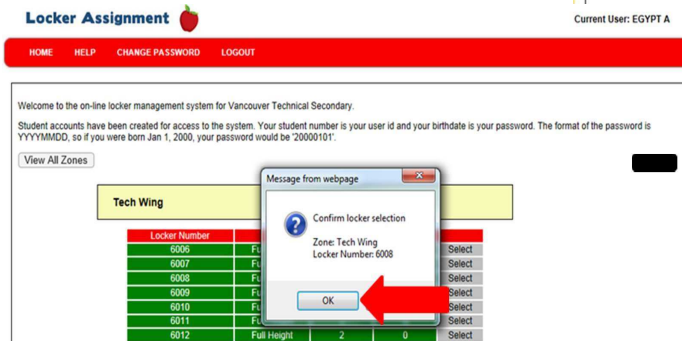 Locker Assignment
Current User: EGYPT A
HOME HELP CHANGE PASSWORD LOGOUT
Welcome to the on-line locker management system for Vancouver Technical Secondary.
Student accounts have been created for access to the system. Your student number is your user id and your birthdate is your password. The format of the password is
YYYYMMDD, so if you were born Jan 1, 2000, your password would be '20000101'.
View All Zones
Message from webpage
Confirm locker selection
Zone: Tech Wing
Locker Number: 6008
OK
Tech Wing
Locker Number
6006 Select
6007 Select
6008 Select
6009 Select
6010 Select
6011 Select
6012 Full Height 2 0 Select